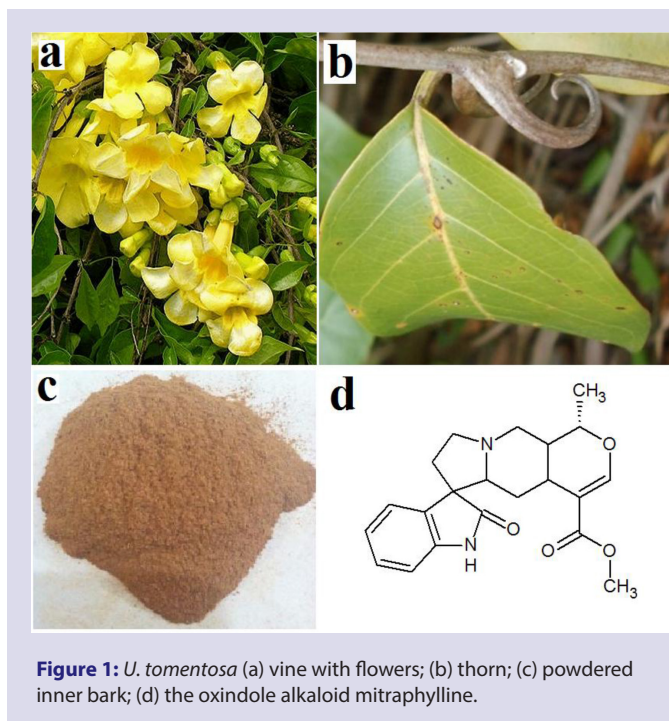 a
b
c
d
CH3
N
O
O
N
H
O
O
CH3
Figure 1: U. tomentosa (a) vine with flowers; (b) thorn; (c) powdered
inner bark; (d) the oxindole alkaloid mitraphylline.